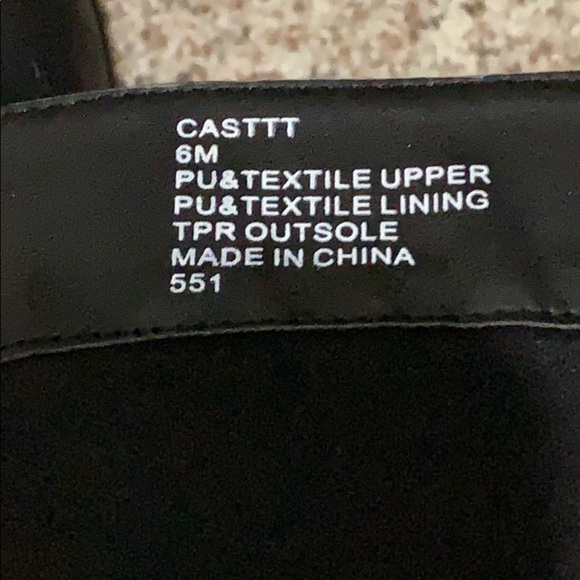 CASTTT
6M
PU&TEXTILE UPPER
PU&TEXTILE LINING
TPR OUTSOLE
MADE IN CHINA
551